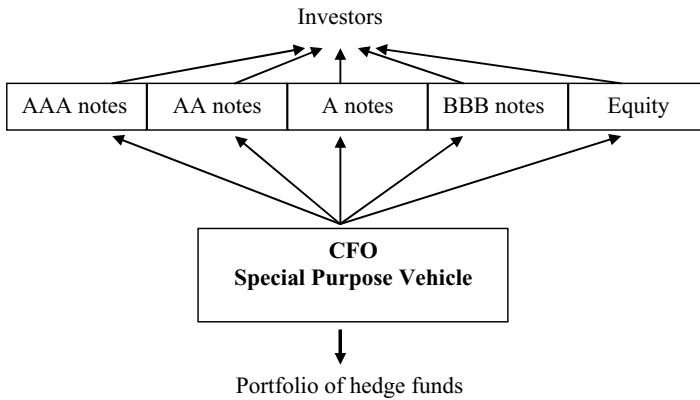 Investors
AAA notes AA notes A notes BBB notes Equity
CFO
Special Purpose Vehicle
Portfolio of hedge funds